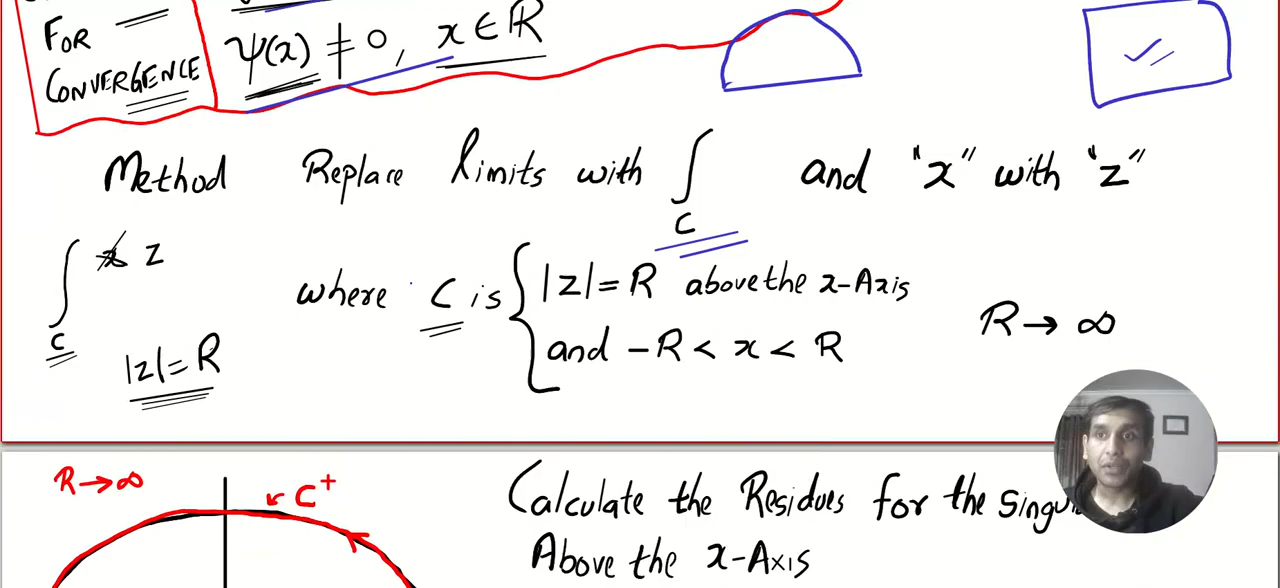 FOR
CONVERGENCE
ψ(x) ≠ 0, x ∈ ℝ
Method Replace limits with ∫ and "x" with "z"
C
∫ x z
C
|z| = R
where C is { |z| = R above the x-Axis
and -R < x < R
R → ∞
R → ∞
C⁺
Calculate the Residues for the
Above the x-Axis